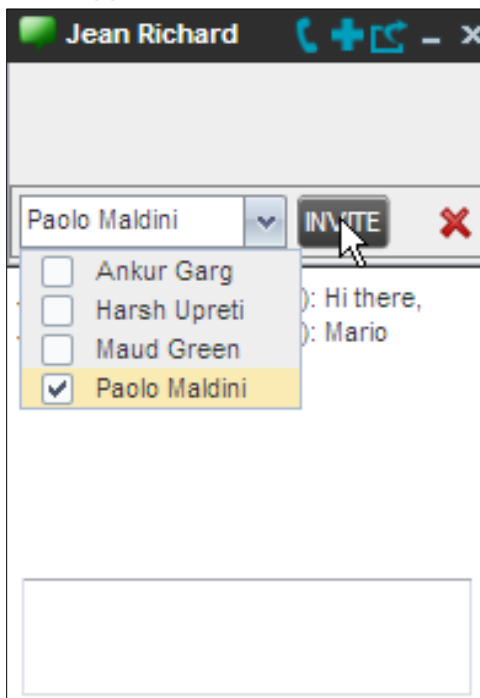 Jean Richard
Paolo Maldini INVITE
Ankur Garg
Harsh Upreti
Maud Green
Paolo Maldini
): Hi there,
): Mario